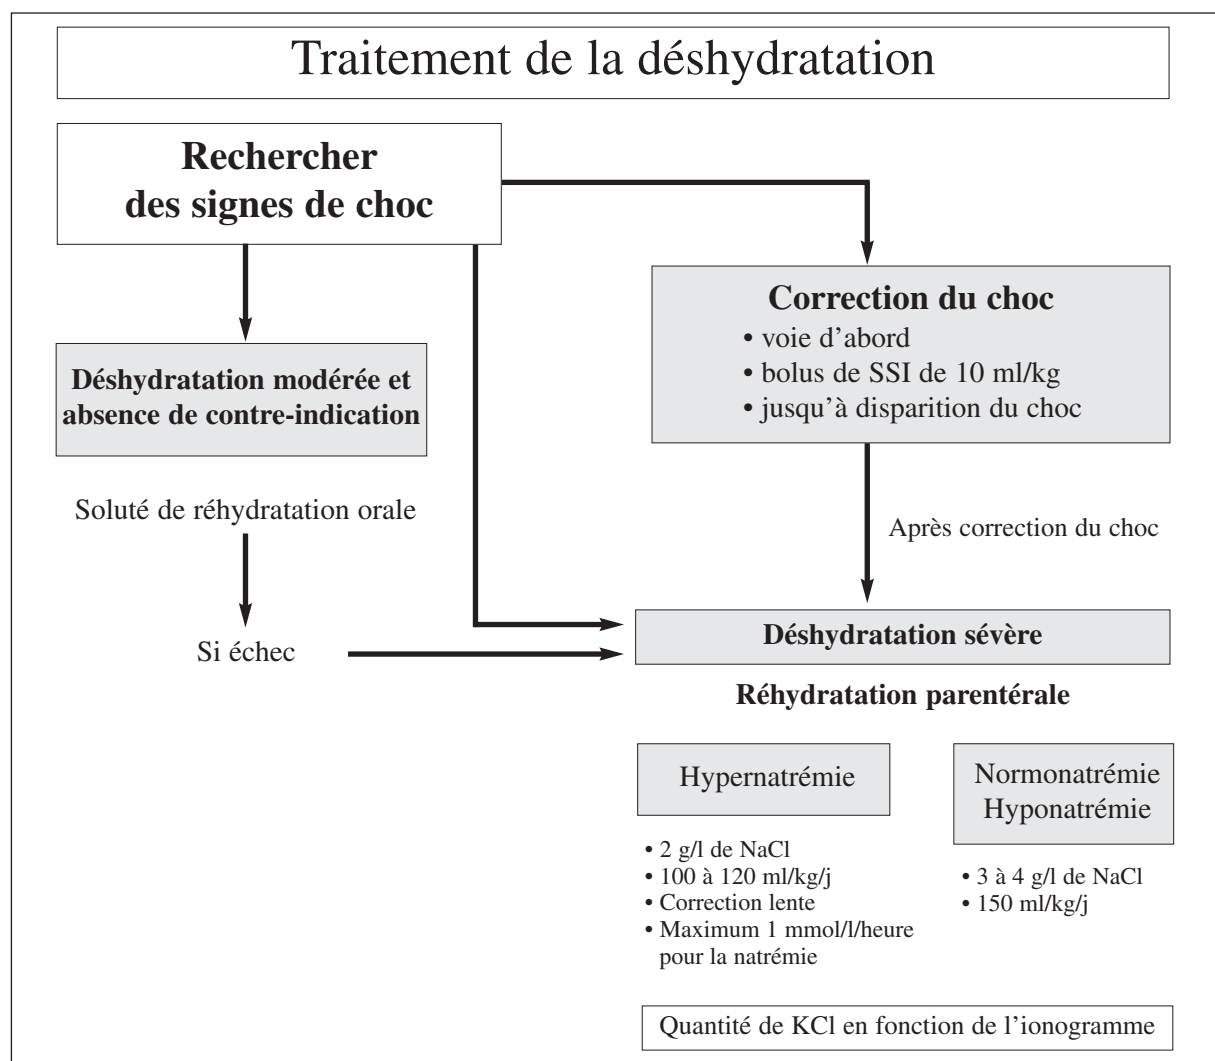 Traitement de la déshydratation
Rechercher
des signes de choc
Correction du choc
• voie d'abord
• bolus de SSI de 10 ml/kg
• jusqu'à disparition du choc
Déshydratation modérée et
absence de contre-indication
Soluté de réhydratation orale
Après correction du choc
Si échec
Déshydratation sévère
Réhydratation parentérale
Hypernatrémie
• 2 g/l de NaCl
• 100 à 120 ml/kg/j
• Correction lente
• Maximum 1 mmol/l/heure
pour la natrémie
Normonatrémie
Hyponatrémie
• 3 à 4 g/l de NaCl
• 150 ml/kg/j
Quantité de KCl en fonction de l'ionogramme